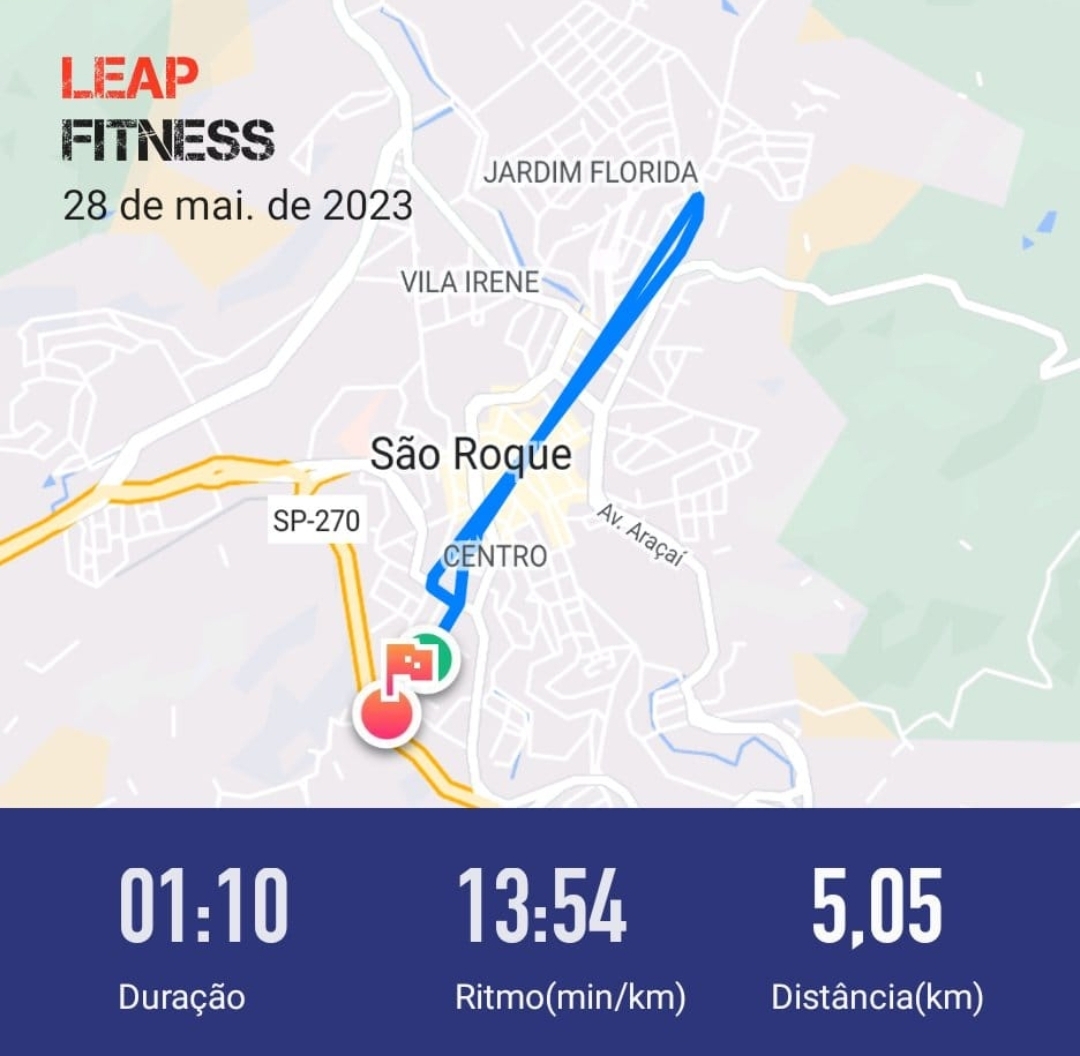 LEAP
FITNESS
28 de mai. de 2023
JARDIM FLORIDA
VILA IRENE
São Roque
SP-270
Av. Araçaí
CENTRO
01:10
13:54
5,05
Duração
Ritmo(min/km)
Distância(km)